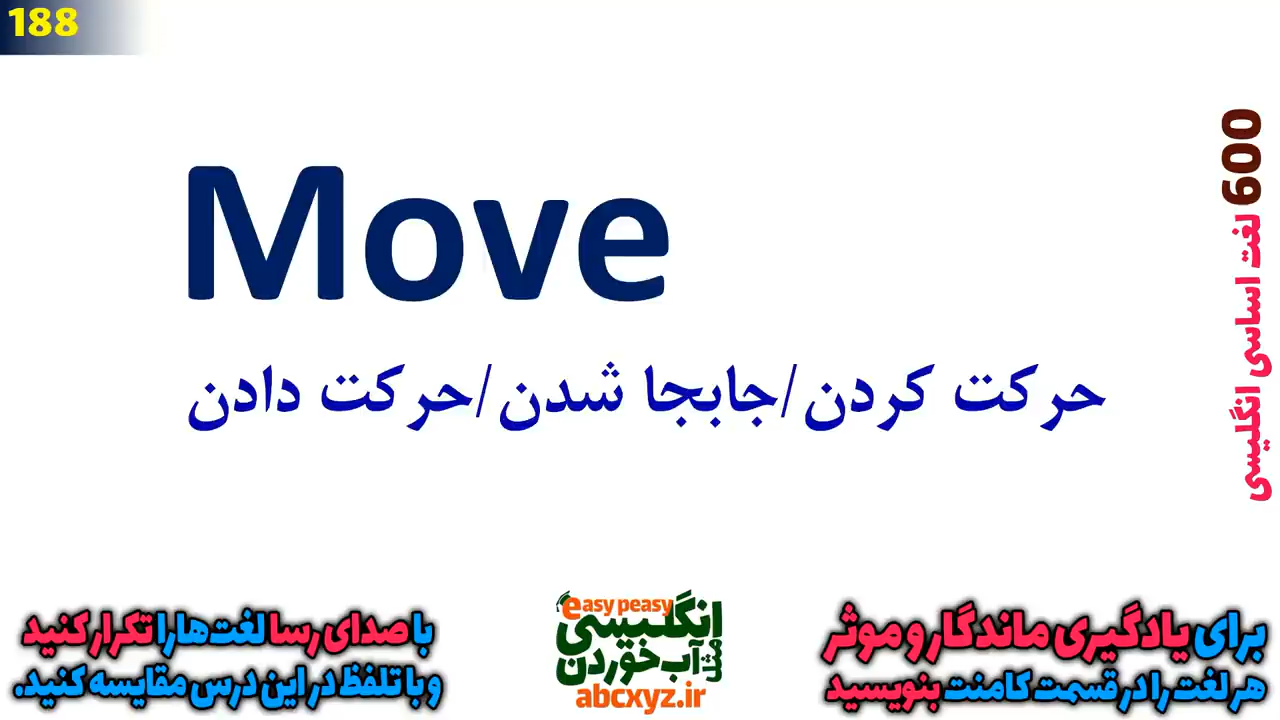 188
Move
حرکت کردن/جابجا شدن/حرکت دادن
600 لغت اساسی انگلیسی
برای یادگیری ماندگار و موثر
هر لغت را در قسمت کامنت بنویسید
easy peasy
انگلیسی
مثل آب خوردن
abcxyz.ir
با صدای رسا لغت‌ها را تکرار کنید
و با تلفظ در این درس مقایسه کنید.